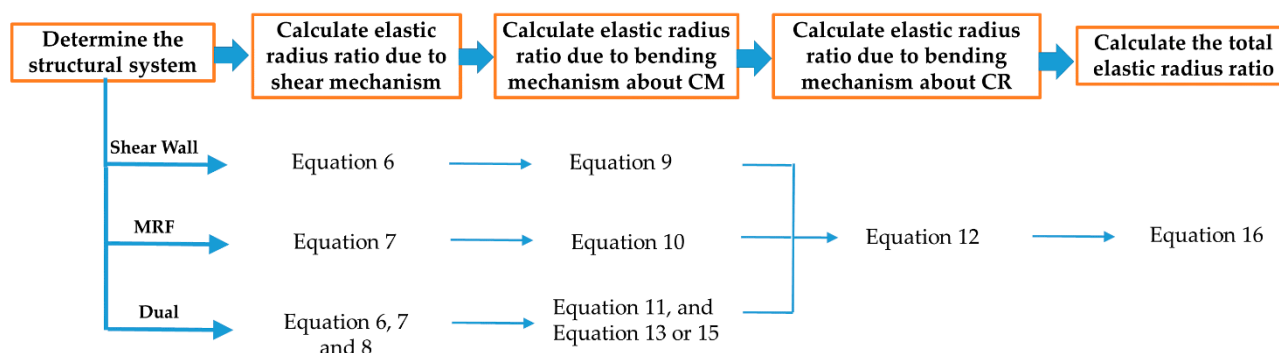 Determine the
structural system
Calculate elastic
radius ratio due to
shear mechanism
Calculate elastic radius
ratio due to bending
mechanism about CM
Calculate elastic radius
ratio due to bending
mechanism about CR
Calculate the total
elastic radius ratio
Shear Wall
Equation 6
Equation 9
MRF
Equation 7
Equation 10
Equation 12
Equation 16
Dual
Equation 6, 7
and 8
Equation 11, and
Equation 13 or 15